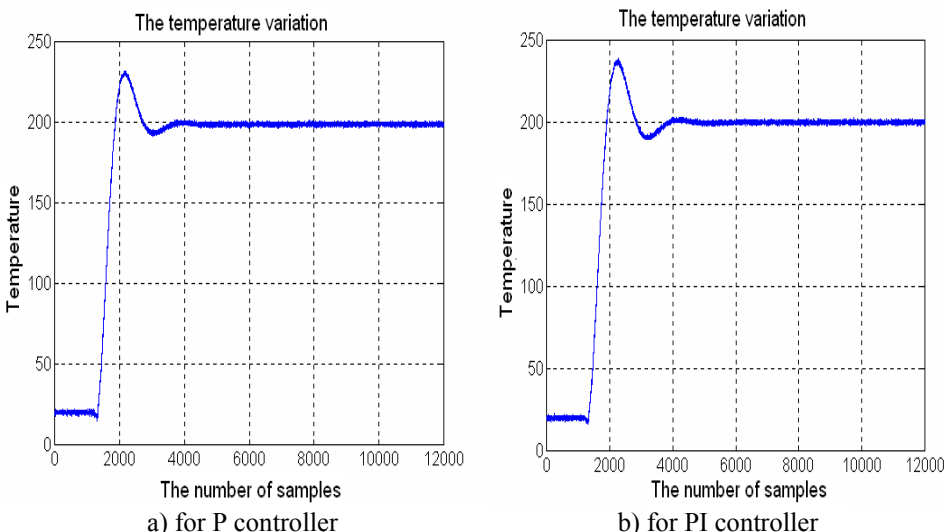 The temperature variation
250
200
150
100
50
0
Temperature
0 2000 4000 6000 8000 10000 12000
The number of samples
a) for P controller
The temperature variation
250
200
150
100
50
0
Temperature
0 2000 4000 6000 8000 10000 12000
The number of samples
b) for PI controller